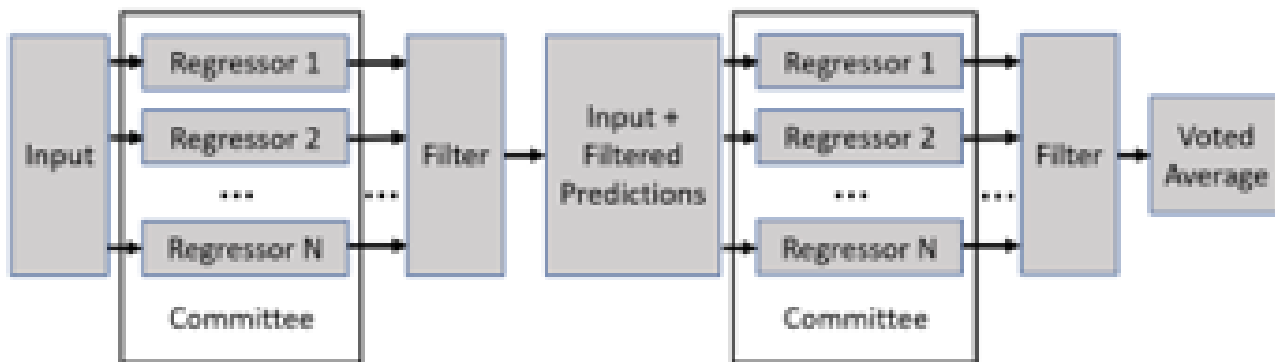 Input
Regressor 1
Regressor 2
...
Regressor N
Committee
...
Filter
Input +
Filtered
Predictions
Regressor 1
Regressor 2
...
Regressor N
Committee
...
Filter
Voted
Average